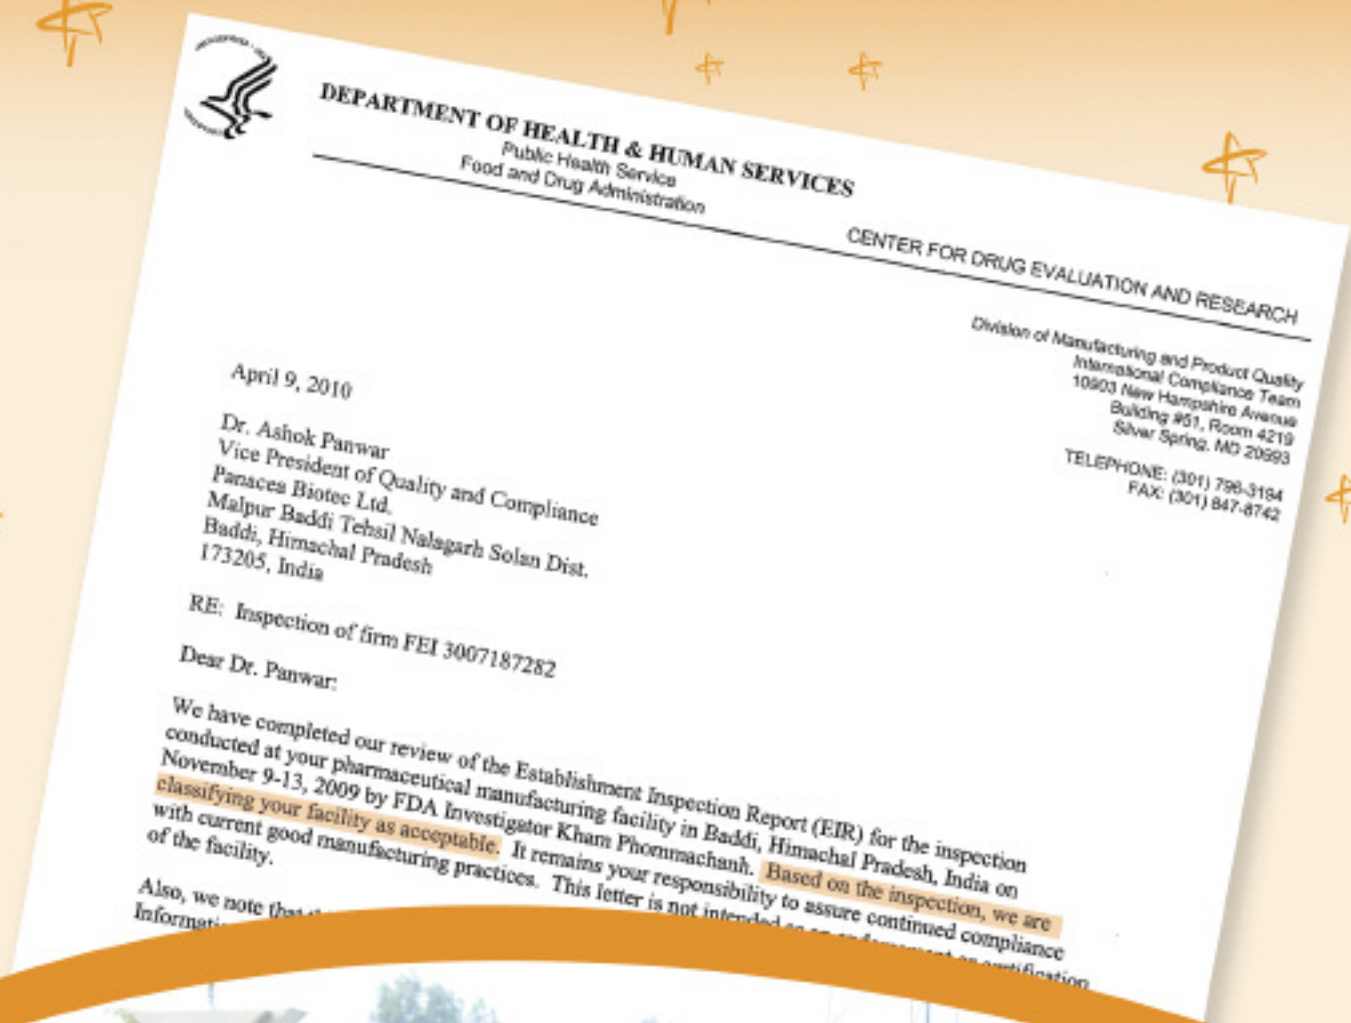 DEPARTMENT OF HEALTH & HUMAN SERVICES
Public Health Service
Food and Drug Administration
CENTER FOR DRUG EVALUATION AND RESEARCH
Division of Manufacturing and Product Quality
International Compliance Team
10903 New Hampshire Avenue
Building #51, Room 4219
Silver Spring, MD 20993
TELEPHONE: (301) 796-3194
FAX: (301) 847-8742
April 9, 2010
Dr. Ashok Panwar
Vice President of Quality and Compliance
Panacea Biotec Ltd.
Malpur Baddi Tehsil Nalagarh Solan Dist.
Baddi, Himachal Pradesh
173205, India
RE: Inspection of firm FEI 3007187282
Dear Dr. Panwar:
We have completed our review of the Establishment Inspection Report (EIR) for the inspection
conducted at your pharmaceutical manufacturing facility in Baddi, Himachal Pradesh, India on
November 9-13, 2009 by FDA Investigator Kham Phommachanh. Based on the inspection, we are
classifying your facility as acceptable. It remains your responsibility to assure continued compliance
with current good manufacturing practices. This letter is not intended as an endorsement or certification
of the facility.
Also, we note that